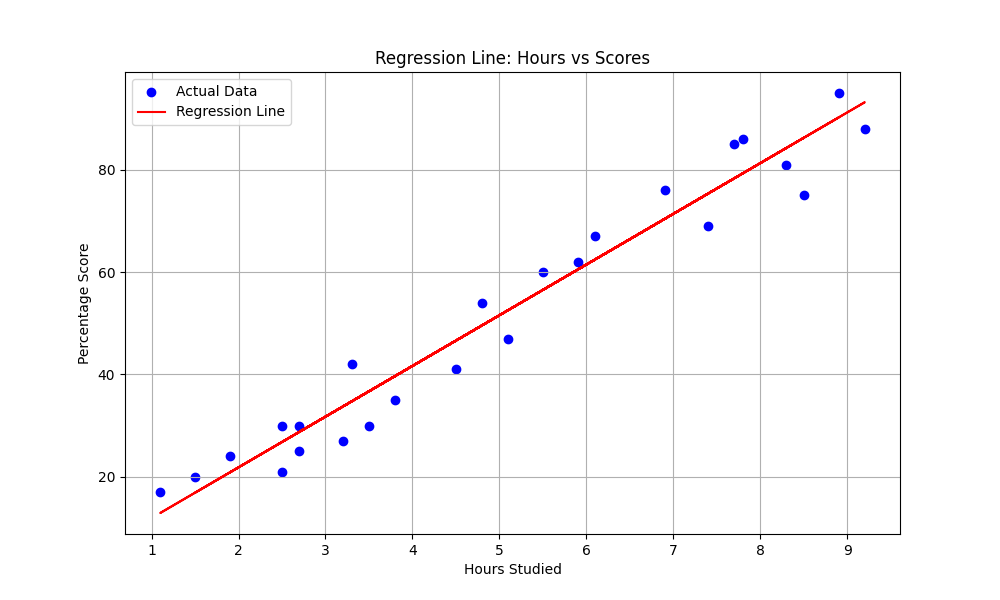 Regression Line: Hours vs Scores
Actual Data
Regression Line
Percentage Score
80
60
40
20
1 2 3 4 5 6 7 8 9
Hours Studied